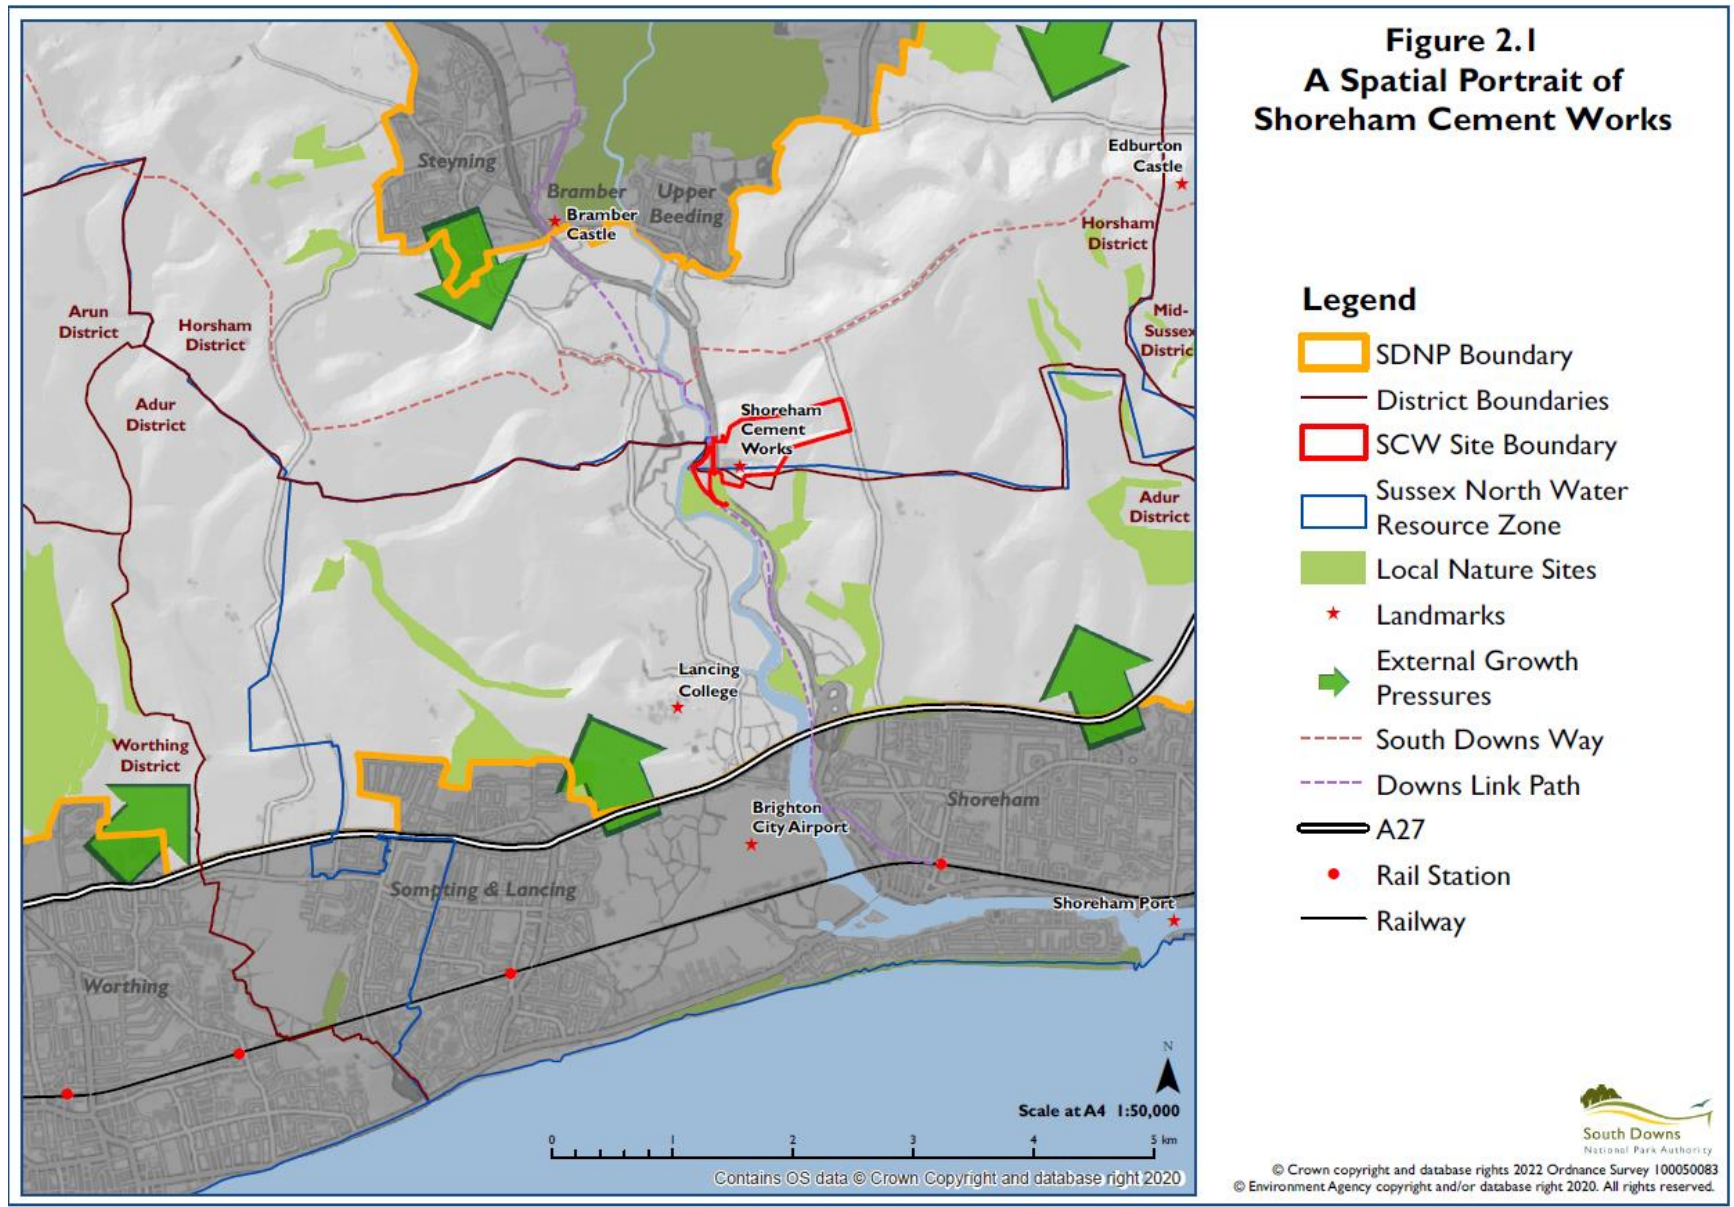 Figure 2.1
A Spatial Portrait of
Shoreham Cement Works
Edburton
Castle
Steyning
Bramber
Upper
Beeding
Bramber
Castle
Horsham
District
Arun
District
Horsham
District
Mid-
Sussex
Distric
Adur
District
Shoreham
Cement
Works
Adur
District
Lancing
College
Worthing
District
Brighton
City Airport
Shoreham
Sompting & Lancing
Shoreham Port
Worthing
N
Scale at A4 1:50,000
0 1 2 3 4 5 km
Contains OS data © Crown Copyright and database right 2020
Legend
SDNP Boundary
District Boundaries
SCW Site Boundary
Sussex North Water
Resource Zone
Local Nature Sites
Landmarks
External Growth
Pressures
South Downs Way
Downs Link Path
A27
Rail Station
Railway
South Downs
National Park Authority
© Crown copyright and database rights 2022 Ordnance Survey 100050083
© Environment Agency copyright and/or database right 2020. All rights reserved.